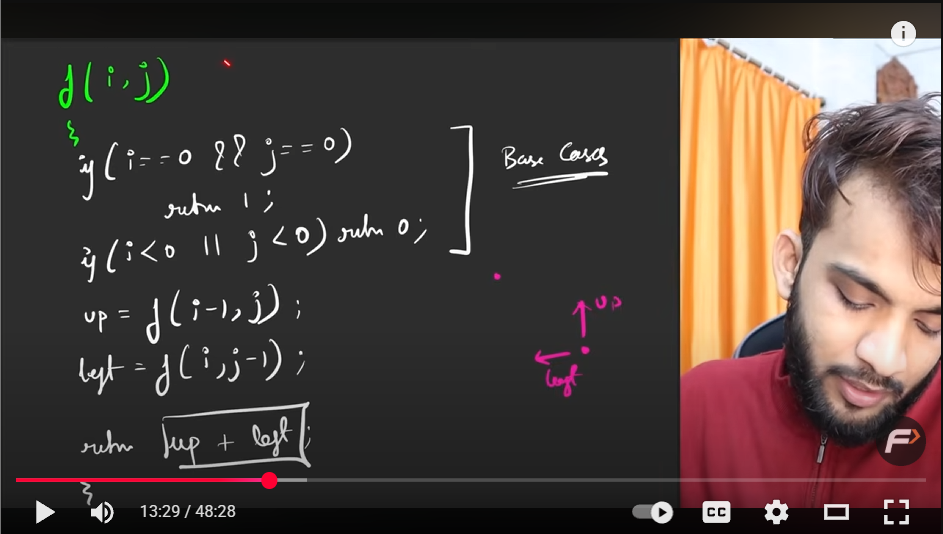 f(i,j)
{
if(i==0 && j==0)
return 1;
if(i<0 || j<0) return 0;
Base Cases
up = f(i-1,j);
left = f(i,j-1);
up
left
return up + left;
}
13:29 / 48:28
CC